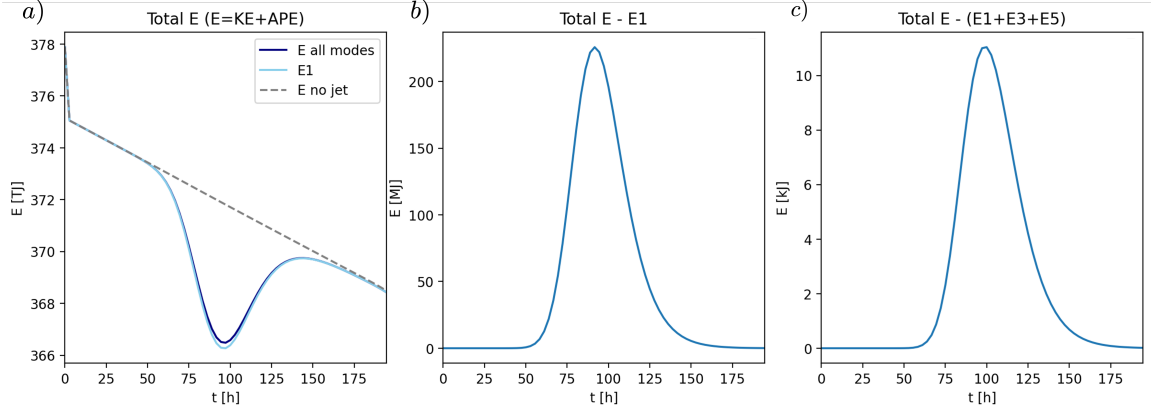 a)
Total E (E=KE+APE)
E [TJ]
378
376
374
372
370
368
366
E all modes
E1
E no jet
0 25 50 75 100 125 150 175
t [h]
b)
Total E - E1
E [MJ]
200
150
100
50
0
0 25 50 75 100 125 150 175
t [h]
c)
Total E - (E1+E3+E5)
E [kJ]
10
8
6
4
2
0
0 25 50 75 100 125 150 175
t [h]